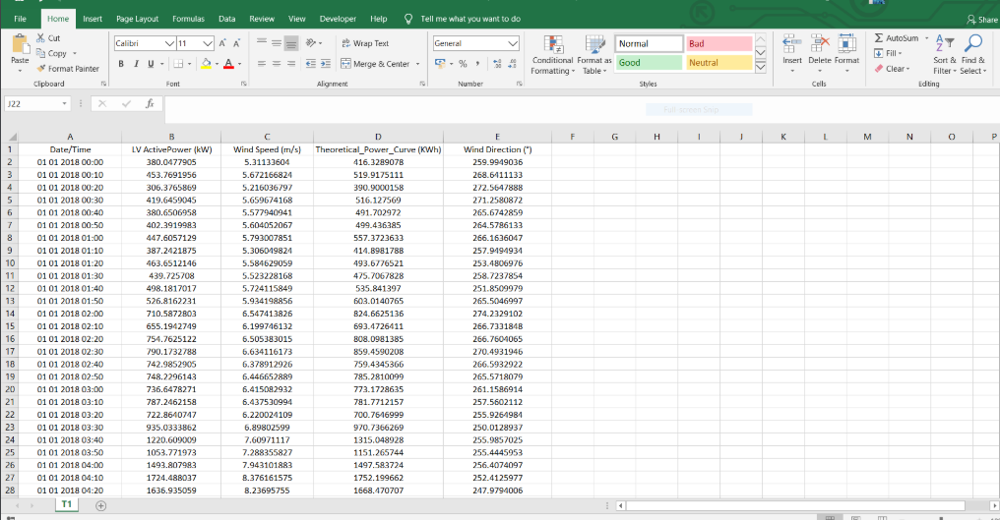 File Home Insert Page Layout Formulas Data Review View Developer Help Tell me what you want to do Share
Cut
Copy
Format Painter
Paste
Calibri 11 A A
B I U A
ab Wrap Text
Merge & Center
General
% ,
Conditional Formatting
Format as Table
Normal Bad
Good Neutral
Insert Delete Format
AutoSum
Fill
Clear
Sort & Filter
Find & Select
Clipboard Font Alignment Number Styles Cells Editing
J22 fx
A B C D E F G H I J K L M N O P
1 Date/Time LV ActivePower (kW) Wind Speed (m/s) Theoretical_Power_Curve (KWh) Wind Direction (°)
2 01 01 2018 00:00 380.0477905 5.31133604 416.3289078 259.9949036
3 01 01 2018 00:10 453.7691956 5.672166824 519.9175111 268.6411133
4 01 01 2018 00:20 306.3765869 5.216036797 390.9000158 272.5647888
5 01 01 2018 00:30 419.6459045 5.659674168 516.127569 271.2580872
6 01 01 2018 00:40 380.6506958 5.577940941 491.702972 265.6742859
7 01 01 2018 00:50 402.3919983 5.604052067 499.436385 264.5786133
8 01 01 2018 01:00 447.6057129 5.793007851 557.3723633 266.1636047
9 01 01 2018 01:10 387.2421875 5.306049824 414.8981788 257.9494934
10 01 01 2018 01:20 463.6512146 5.584629059 493.6776521 253.4806976
11 01 01 2018 01:30 439.725708 5.523228168 475.7067828 258.7237854
12 01 01 2018 01:40 498.1817017 5.724115849 535.841397 251.8509979
13 01 01 2018 01:50 526.8162231 5.934198856 603.0140765 265.5046997
14 01 01 2018 02:00 710.5872803 6.547413826 824.6625136 274.2329102
15 01 01 2018 02:10 655.1942749 6.199746132 693.4726411 266.7331848
16 01 01 2018 02:20 754.7625122 6.505383015 808.0981385 266.7604065
17 01 01 2018 02:30 790.1732788 6.634116173 859.4590208 270.4931946
18 01 01 2018 02:40 742.9852905 6.378912926 759.4345366 266.5932922
19 01 01 2018 02:50 748.2296143 6.446652889 785.2810099 265.5718079
20 01 01 2018 03:00 736.6478271 6.415082932 773.1728635 261.1586914
21 01 01 2018 03:10 787.2462158 6.437530994 781.7712157 257.5602112
22 01 01 2018 03:20 722.8640747 6.220024109 700.7646999 255.9264984
23 01 01 2018 03:30 935.0333862 6.89802599 970.7366269 250.0128937
24 01 01 2018 03:40 1220.609009 7.60971117 1315.048928 255.9857025
25 01 01 2018 03:50 1053.771973 7.288355827 1151.265744 255.4445953
26 01 01 2018 04:00 1493.807983 7.943101883 1497.583724 256.4074097
27 01 01 2018 04:10 1724.488037 8.376161575 1752.199662 252.4125977
28 01 01 2018 04:20 1636.935059 8.23695755 1668.470707 247.9794006
T1